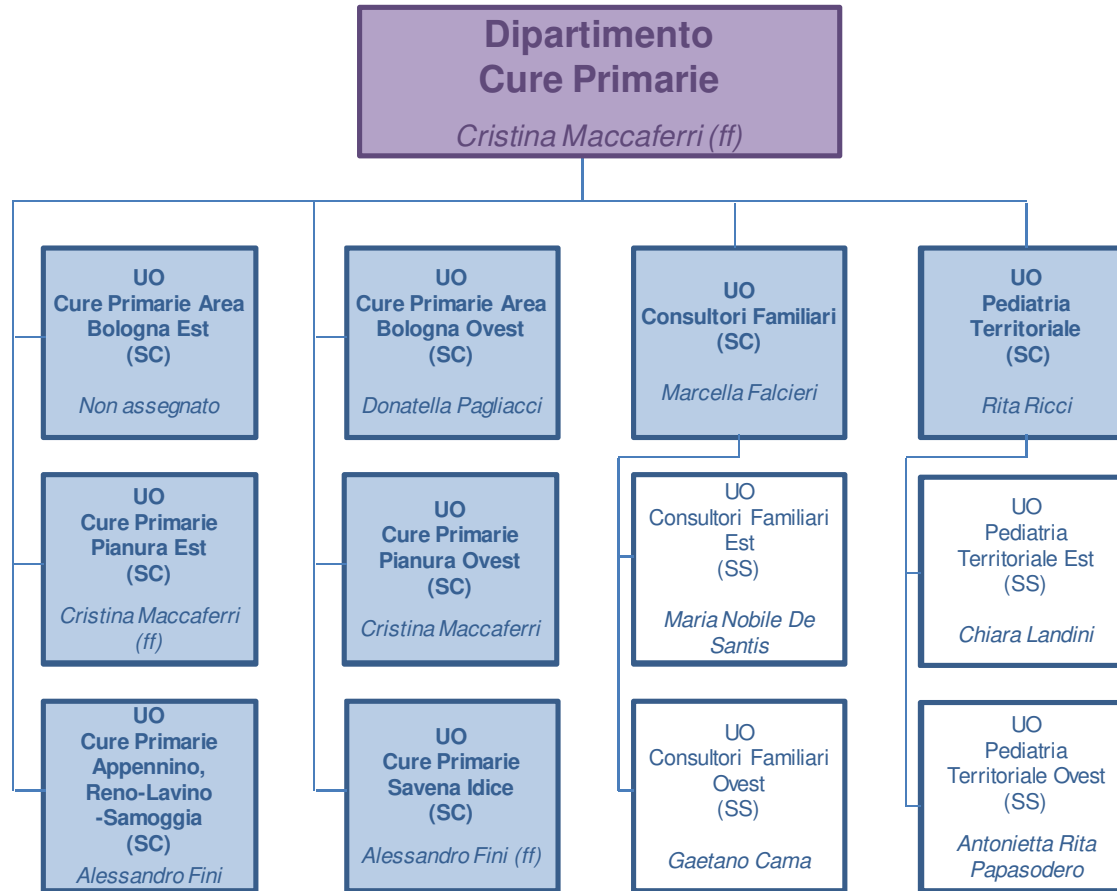 Dipartimento
Cure Primarie
Cristina Maccaferri (ff)
UO
Cure Primarie Area
Bologna Est
(SC)
Non assegnato
UO
Cure Primarie Area
Bologna Ovest
(SC)
Donatella Pagliacci
UO
Consultori Familiari
(SC)
Marcella Falcieri
UO
Pediatria
Territoriale
(SC)
Rita Ricci
UO
Cure Primarie
Pianura Est
(SC)
Cristina Maccaferri
(ff)
UO
Cure Primarie
Pianura Ovest
(SC)
Cristina Maccaferri
UO
Consultori Familiari
Est
(SS)
Maria Nobile De
Santis
UO
Pediatria
Territoriale Est
(SS)
Chiara Landini
UO
Cure Primarie
Appennino,
Reno-Lavino
-Samoggia
(SC)
Alessandro Fini
UO
Cure Primarie
Savena Idice
(SC)
Alessandro Fini (ff)
UO
Consultori Familiari
Ovest
(SS)
Gaetano Cama
UO
Pediatria
Territoriale Ovest
(SS)
Antonietta Rita
Papasodero